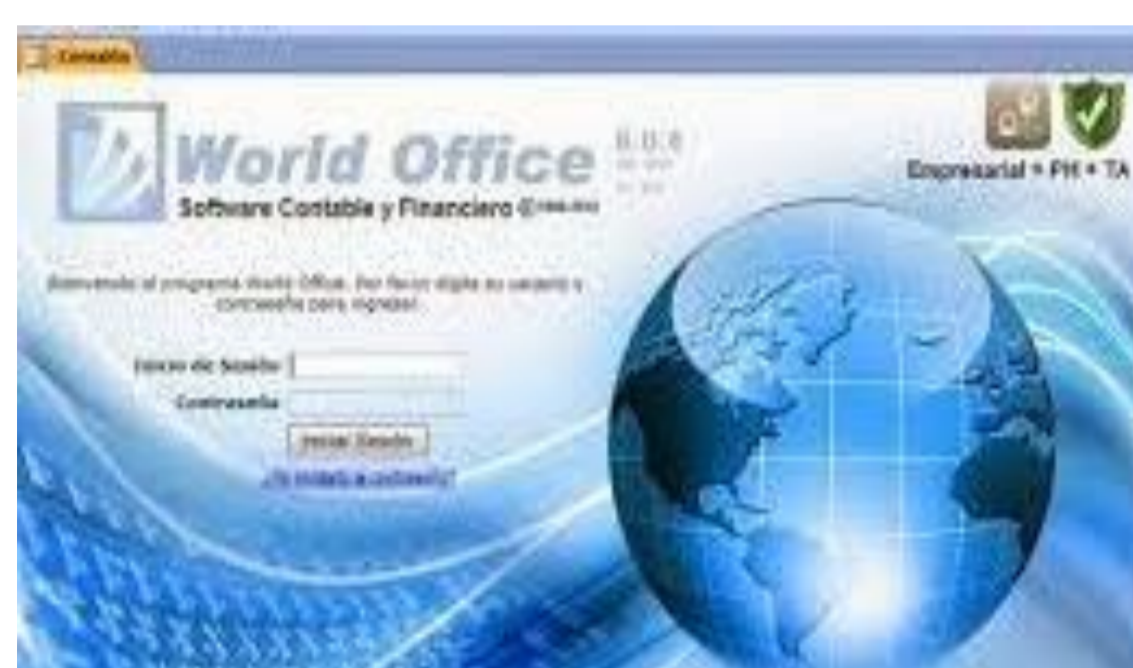 Conexión
World Office
Software Contable y Financiero ©
Empresarial + PH + TA
Bienvenido al programa World Office. Por favor digite su usuario y
contraseña para ingresar.
Inicio de Sesión
Contraseña
Iniciar Sesión